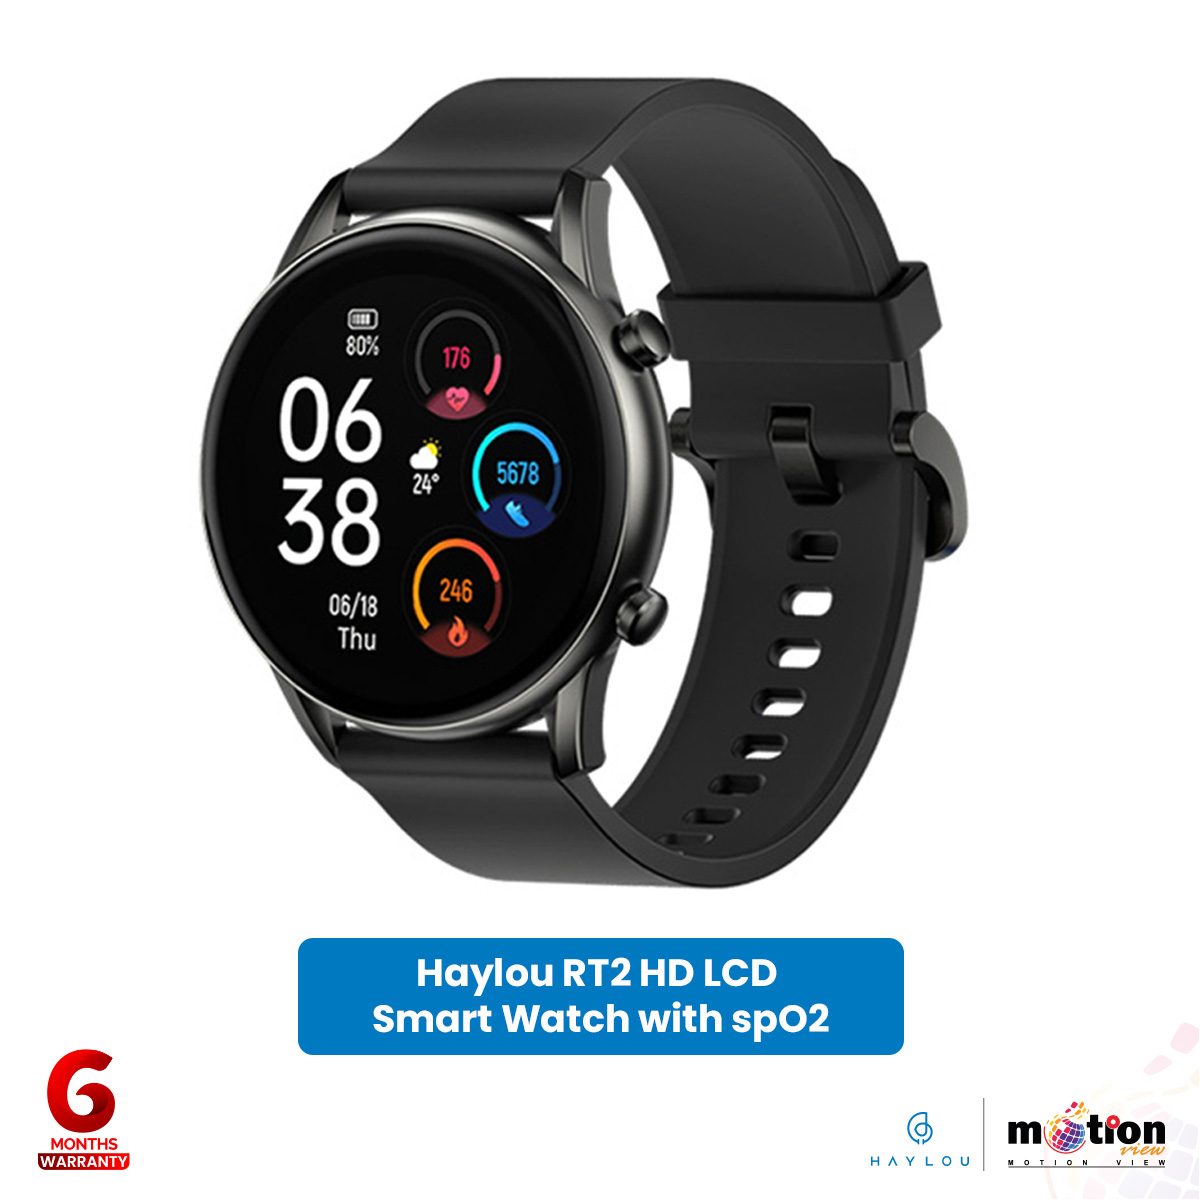 80%
176
06
5678
24°
38
246
06/18
Thu
Haylou RT2 HD LCD
Smart Watch with spO2
6
MONTHS
WARRANTY
HAYLOU
motion
view
MOTION VIEW